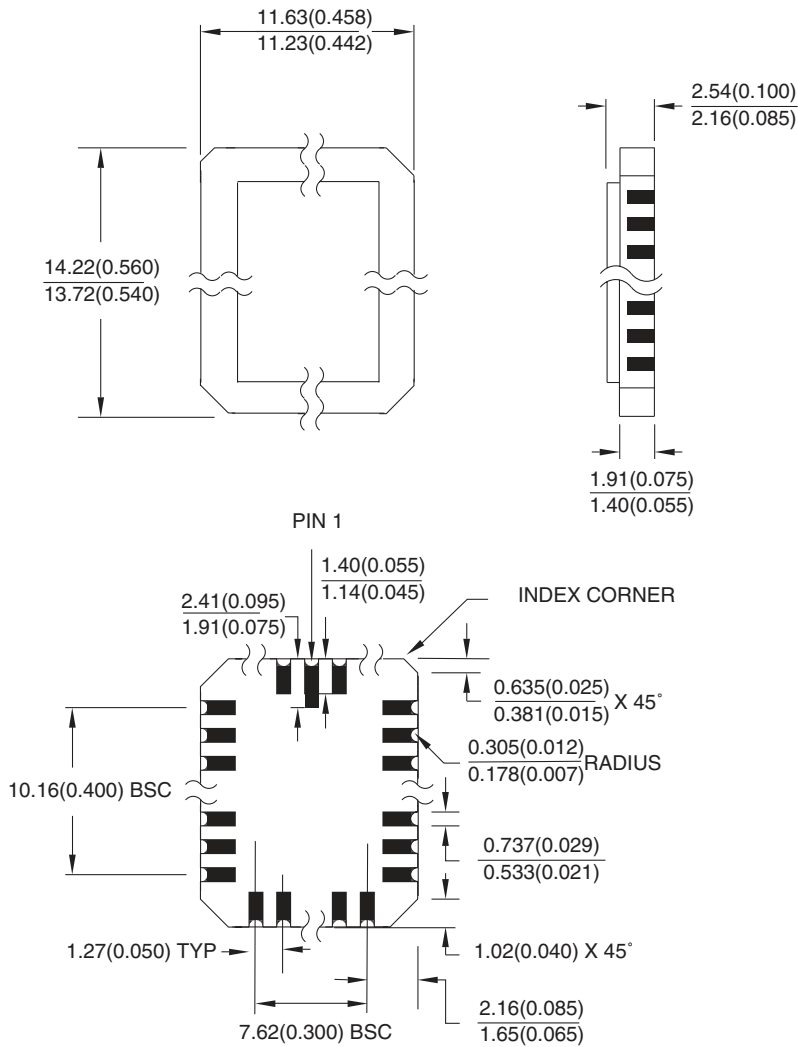 11.63(0.458)
11.23(0.442)
2.54(0.100)
2.16(0.085)
14.22(0.560)
13.72(0.540)
1.91(0.075)
1.40(0.055)
PIN 1
1.40(0.055)
1.14(0.045)
2.41(0.095)
1.91(0.075)
INDEX CORNER
0.635(0.025)
0.381(0.015) X 45°
0.305(0.012)
0.178(0.007) RADIUS
10.16(0.400) BSC
0.737(0.029)
0.533(0.021)
1.27(0.050) TYP
1.02(0.040) X 45°
2.16(0.085)
1.65(0.065)
7.62(0.300) BSC